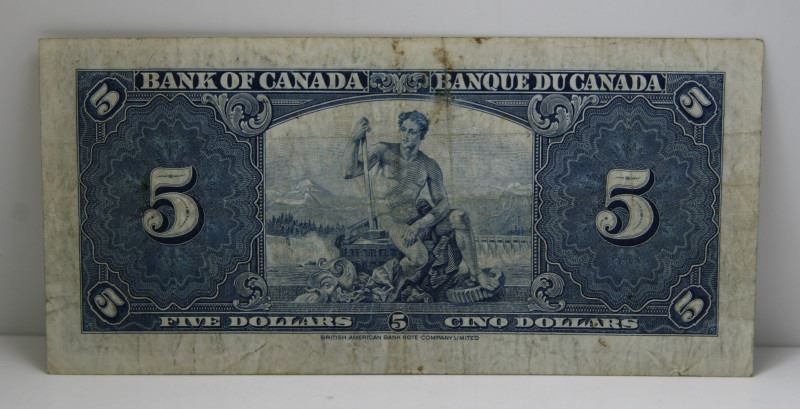 BANK OF CANADA BANQUE DU CANADA
5 5
5 5
FIVE DOLLARS 5 CINQ DOLLARS
5 5
BRITISH AMERICAN BANK NOTE COMPANY LIMITED